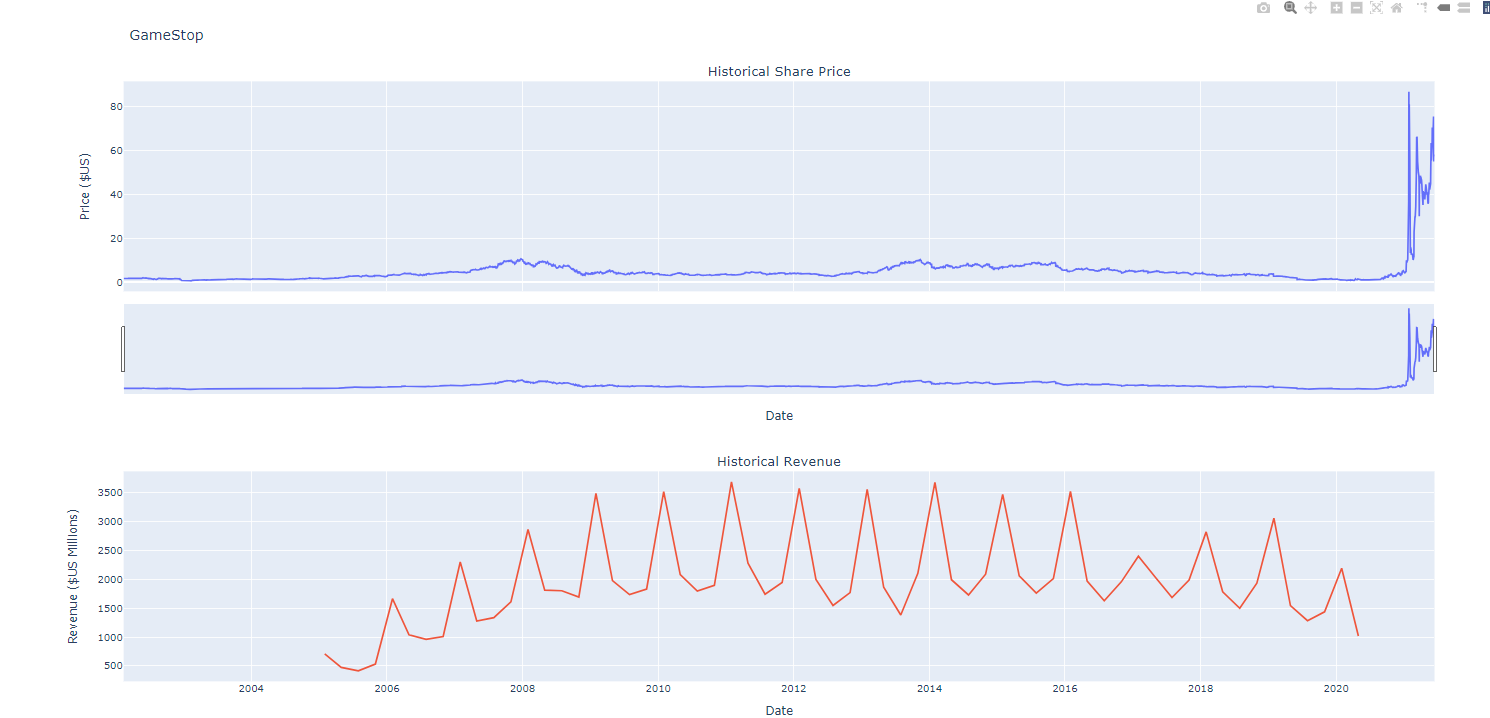 GameStop
Historical Share Price
Price ($US)
80
60
40
20
0
Date
Historical Revenue
Revenue ($US Millions)
3500
3000
2500
2000
1500
1000
500
2004 2006 2008 2010 2012 2014 2016 2018 2020
Date